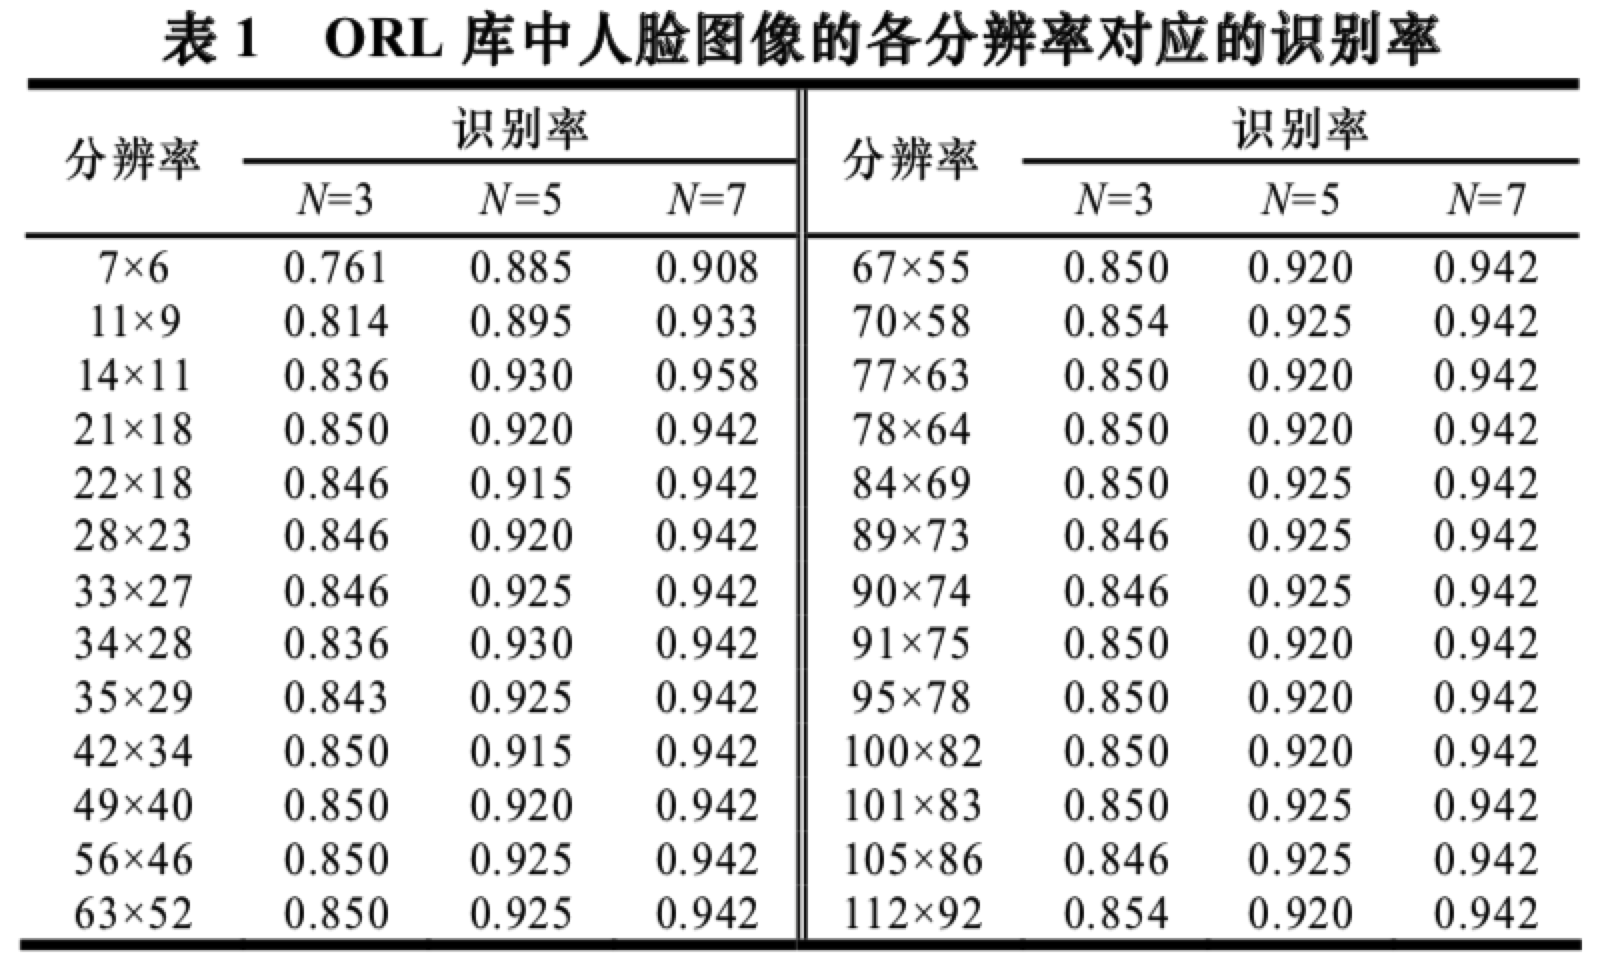 表 1 ORL 库中人脸图像的各分辨率对应的识别率
分辨率 识别率 分辨率 识别率
N=3 N=5 N=7 N=3 N=5 N=7
7×6 0.761 0.885 0.908 67×55 0.850 0.920 0.942
11×9 0.814 0.895 0.933 70×58 0.854 0.925 0.942
14×11 0.836 0.930 0.958 77×63 0.850 0.920 0.942
21×18 0.850 0.920 0.942 78×64 0.850 0.920 0.942
22×18 0.846 0.915 0.942 84×69 0.850 0.925 0.942
28×23 0.846 0.920 0.942 89×73 0.846 0.925 0.942
33×27 0.846 0.925 0.942 90×74 0.846 0.925 0.942
34×28 0.836 0.930 0.942 91×75 0.850 0.920 0.942
35×29 0.843 0.925 0.942 95×78 0.850 0.920 0.942
42×34 0.850 0.915 0.942 100×82 0.850 0.920 0.942
49×40 0.850 0.920 0.942 101×83 0.850 0.925 0.942
56×46 0.850 0.925 0.942 105×86 0.846 0.925 0.942
63×52 0.850 0.925 0.942 112×92 0.854 0.920 0.942